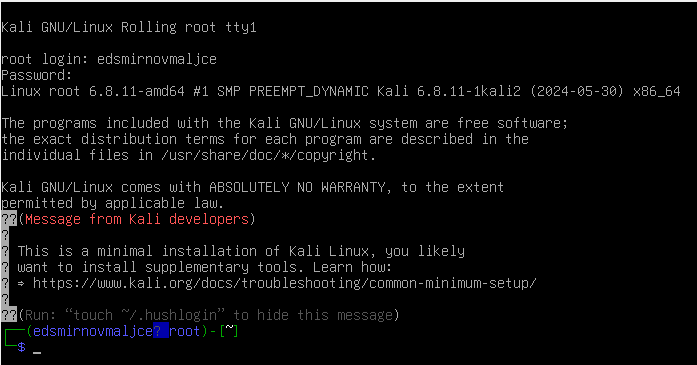 Kali GNU/Linux Rolling root tty1
root login: edsmirnovmaljce
Password:
Linux root 6.8.11-amd64 #1 SMP PREEMPT_DYNAMIC Kali 6.8.11-1kali2 (2024-05-30) x86_64
The programs included with the Kali GNU/Linux system are free software;
the exact distribution terms for each program are described in the
individual files in /usr/share/doc/*/copyright.
Kali GNU/Linux comes with ABSOLUTELY NO WARRANTY, to the extent
permitted by applicable law.
??(Message from Kali developers)
?
? This is a minimal installation of Kali Linux, you likely
? want to install supplementary tools. Learn how:
? ⇒ https://www.kali.org/docs/troubleshooting/common-minimum-setup/
?
??(Run: “touch ~/.hushlogin” to hide this message)
┌──(edsmirnovmaljce? root)-[~]
└─$ _